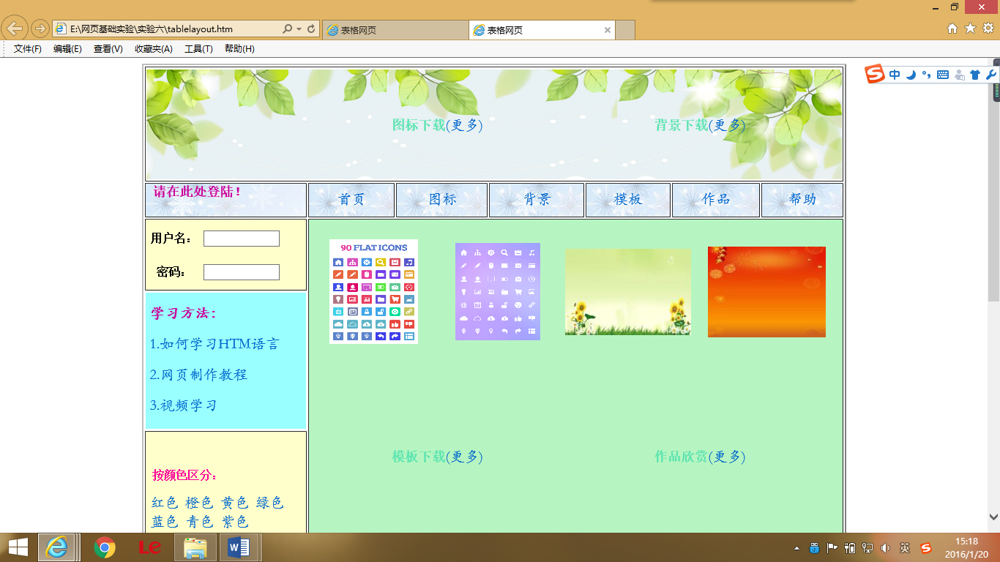 E:\网页基础实验\实验六\tablelayout.htm
表格网页
表格网页
文件(F) 编辑(E) 查看(V) 收藏夹(A) 工具(T) 帮助(H)
中
图标下载(更多) 背景下载(更多)
请在此处登陆！
首页 图标 背景 模板 作品 帮助
用户名：
密码：
90 FLAT ICONS
学习方法：
1.如何学习HTM语言
2.网页制作教程
3.视频学习
模板下载(更多) 作品欣赏(更多)
按颜色区分：
红色 橙色 黄色 绿色
蓝色 青色 紫色
Le
英
15:18
2016/1/20